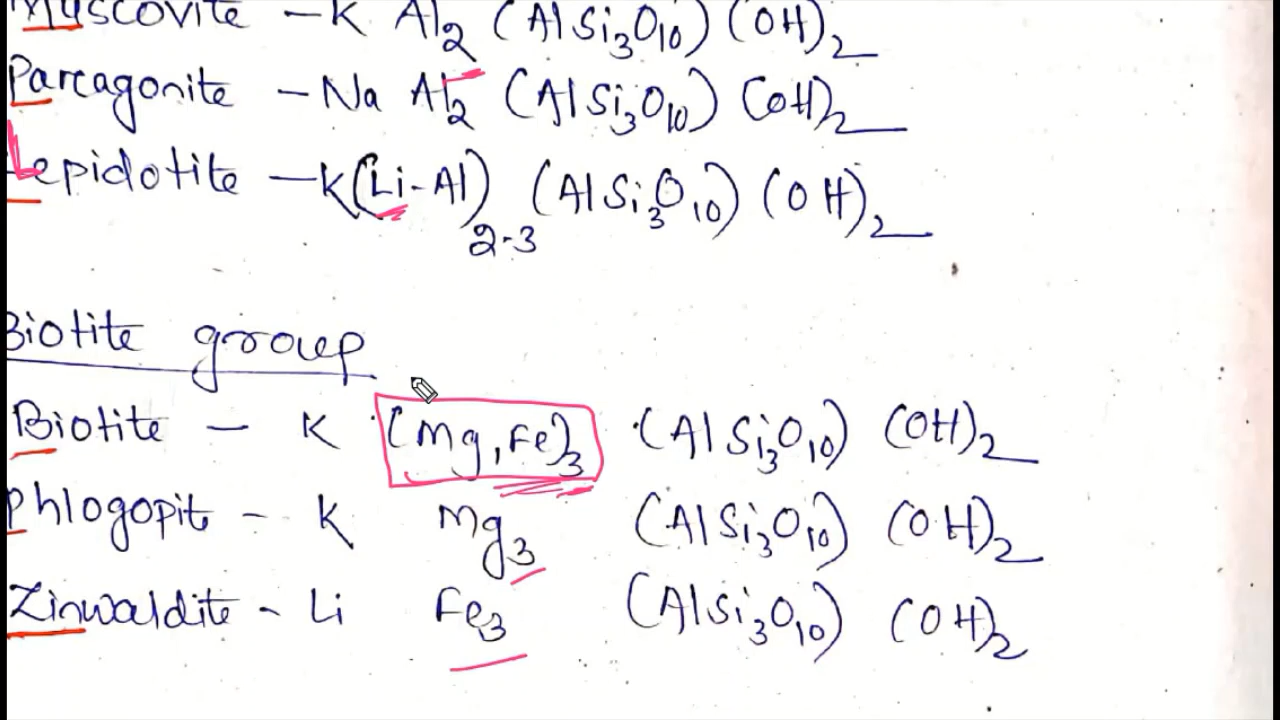 Muscovite – K Al2 (AlSi3O10) (OH)2
Parcagonite – Na Al2 (AlSi3O10) (OH)2
Lepidotite – K(Li-Al)2-3 (AlSi3O10) (OH)2
Biotite group
Biotite – K (Mg,Fe)3 (AlSi3O10) (OH)2
Phlogopit – K Mg3 (AlSi3O10) (OH)2
Zinwaldite - Li Fe3 (AlSi3O10) (OH)2